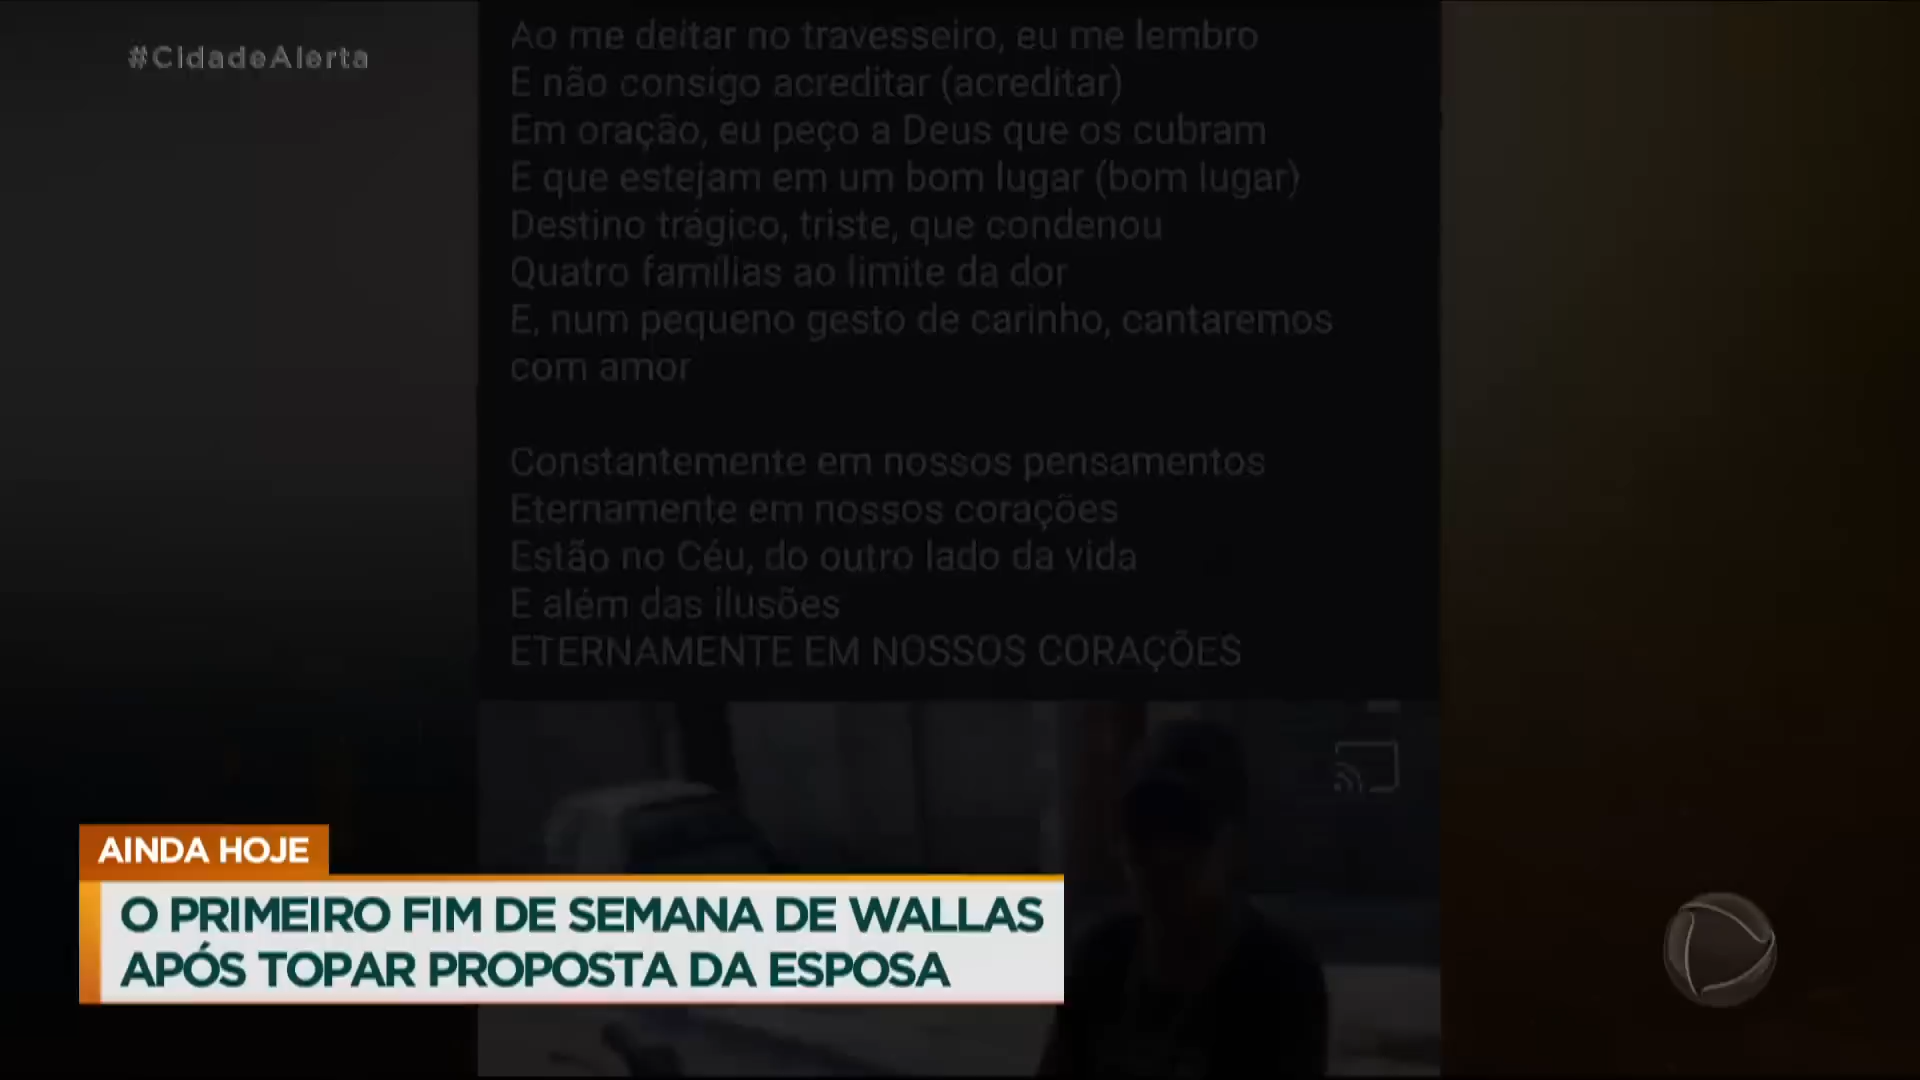 #CidadeAlerta
Ao me deitar no travesseiro, eu me lembro
E não consigo acreditar (acreditar)
Em oração, eu peço a Deus que os cubram
E que estejam em um bom lugar (bom lugar)
Destino trágico, triste, que condenou
Quatro famílias ao limite da dor
E, num pequeno gesto de carinho, cantaremos
com amor
Constantemente em nossos pensamentos
Eternamente em nossos corações
Estão no Céu, do outro lado da vida
E além das ilusões
ETERNAMENTE EM NOSSOS CORAÇÕES
AINDA HOJE
O PRIMEIRO FIM DE SEMANA DE WALLAS
APÓS TOPAR PROPOSTA DA ESPOSA